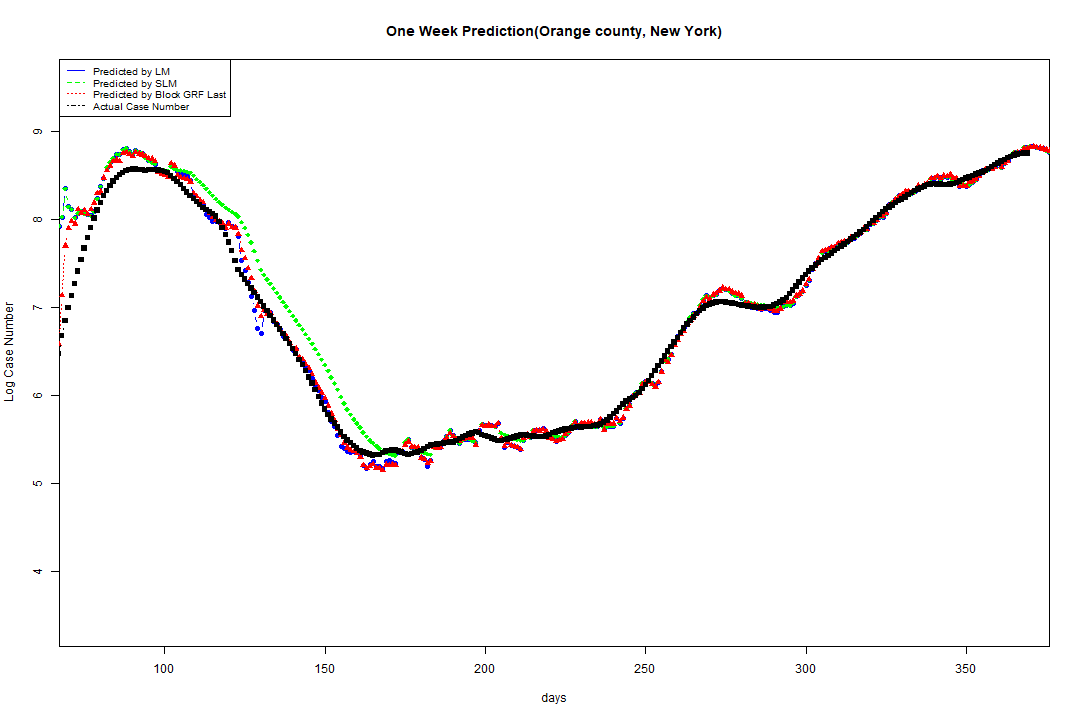 One Week Prediction(Orange county, New York)
Predicted by LM
Predicted by SLM
Predicted by Block GRF Last
Actual Case Number
9
8
7
6
5
4
Log Case Number
100 150 200 250 300 350
days